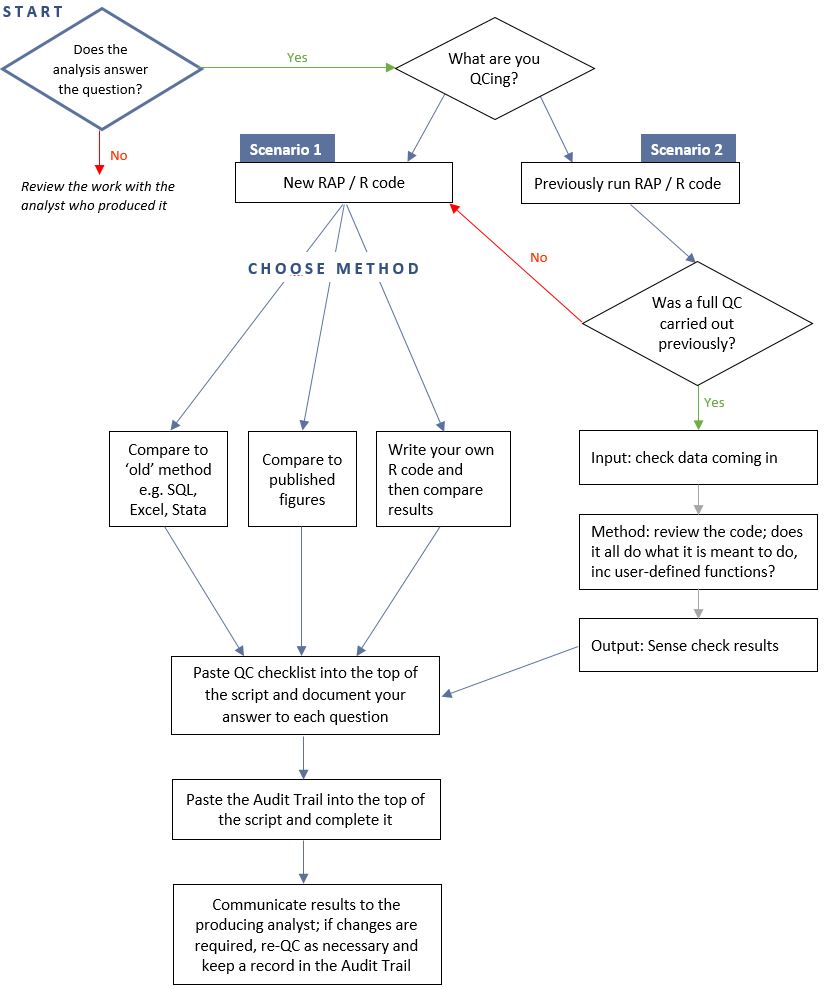 START
Does the
analysis answer
the question?
Yes
What are you
QCing?
No
Review the work with the
analyst who produced it
Scenario 1
New RAP / R code
Scenario 2
Previously run RAP / R code
CHOOSE METHOD
No
Was a full QC
carried out
previously?
Yes
Compare to
‘old’ method
e.g. SQL,
Excel, Stata
Compare to
published
figures
Write your own
R code and
then compare
results
Input: check data coming in
Method: review the code; does
it all do what it is meant to do,
inc user-defined functions?
Output: Sense check results
Paste QC checklist into the top of
the script and document your
answer to each question
Paste the Audit Trail into the top of
the script and complete it
Communicate results to the
producing analyst; if changes are
required, re-QC as necessary and
keep a record in the Audit Trail